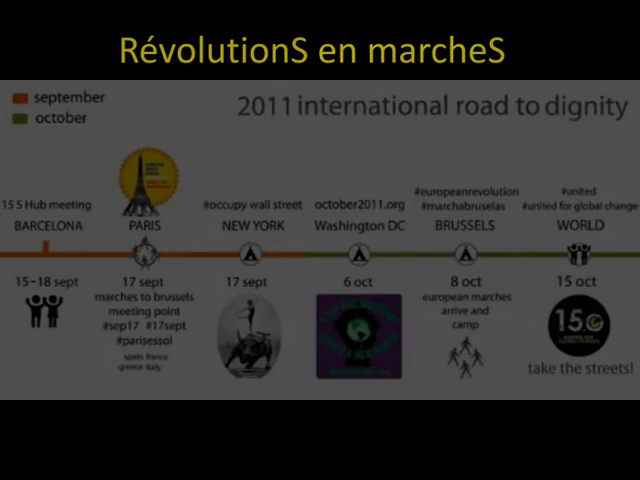 RévolutionS en marcheS
september
october
2011 international road to dignity
15 S Hub meeting
BARCELONA
15-18 sept
PARIS
17 sept
marches to brussels
meeting point
#sep17 #17sept
#parisessol
spain france
greece italy
#occupy wall street
NEW YORK
17 sept
october2011.org
Washington DC
6 oct
#europeanrevolution
#marchabruselas
BRUSSELS
8 oct
european marches
arrive and
camp
#united
#united for global change
WORLD
15 oct
15.O
take the streets!